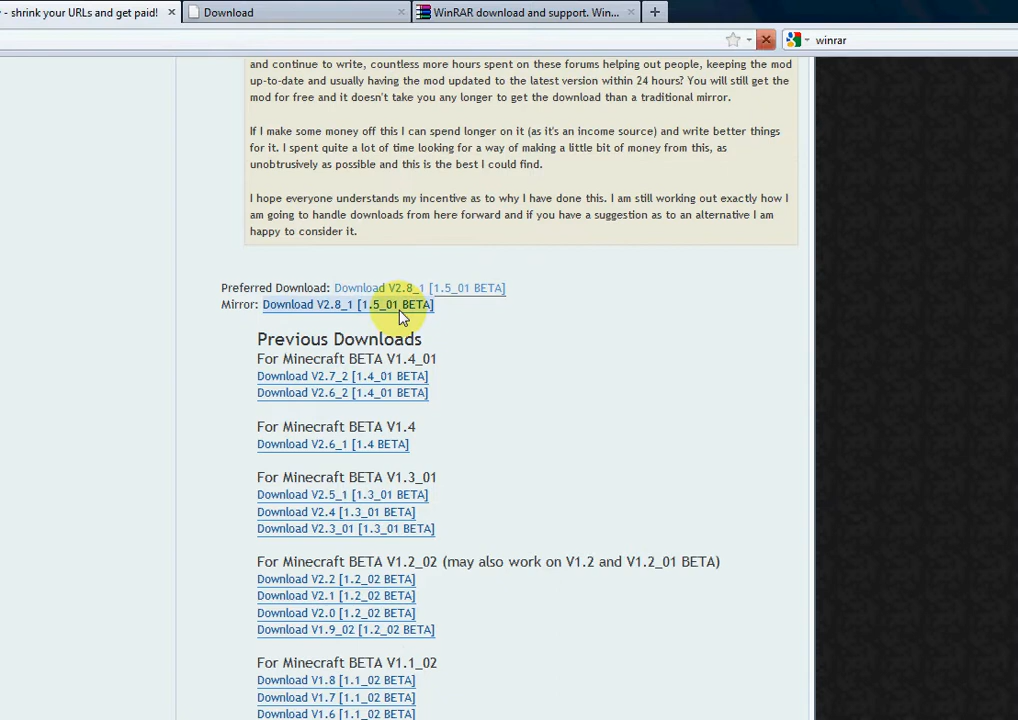 - shrink your URLs and get paid!
Download
WinRAR download and support. Win...
winrar
and continue to write, countless more hours spent on these forums helping out people, keeping the mod
up-to-date and usually having the mod updated to the latest version within 24 hours? You will still get the
mod for free and it doesn't take you any longer to get the download than a traditional mirror.
If I make some money off this I can spend longer on it (as it's an income source) and write better things
for it. I spent quite a lot of time looking for a way of making a little bit of money from this, as
unobtrusively as possible and this is the best I could find.
I hope everyone understands my incentive as to why I have done this. I am still working out exactly how I
am going to handle downloads from here forward and if you have a suggestion as to an alternative I am
happy to consider it.
Preferred Download: Download V2.8_1 [1.5_01 BETA]
Mirror: Download V2.8_1 [1.5_01 BETA]
Previous Downloads
For Minecraft BETA V1.4_01
Download V2.7_2 [1.4_01 BETA]
Download V2.6_2 [1.4_01 BETA]
For Minecraft BETA V1.4
Download V2.6_1 [1.4 BETA]
For Minecraft BETA V1.3_01
Download V2.5_1 [1.3_01 BETA]
Download V2.4 [1.3_01 BETA]
Download V2.3_01 [1.3_01 BETA]
For Minecraft BETA V1.2_02 (may also work on V1.2 and V1.2_01 BETA)
Download V2.2 [1.2_02 BETA]
Download V2.1 [1.2_02 BETA]
Download V2.0 [1.2_02 BETA]
Download V1.9_02 [1.2_02 BETA]
For Minecraft BETA V1.1_02
Download V1.8 [1.1_02 BETA]
Download V1.7 [1.1_02 BETA]
Download V1.6 [1.1_02 BETA]